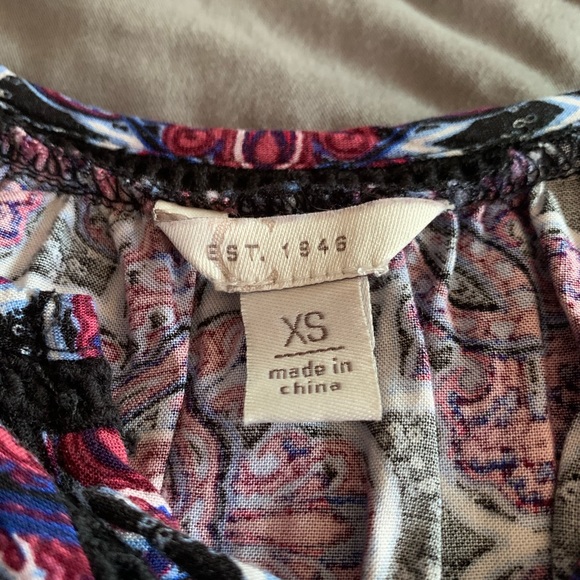 EST. 1946
XS
made in
china